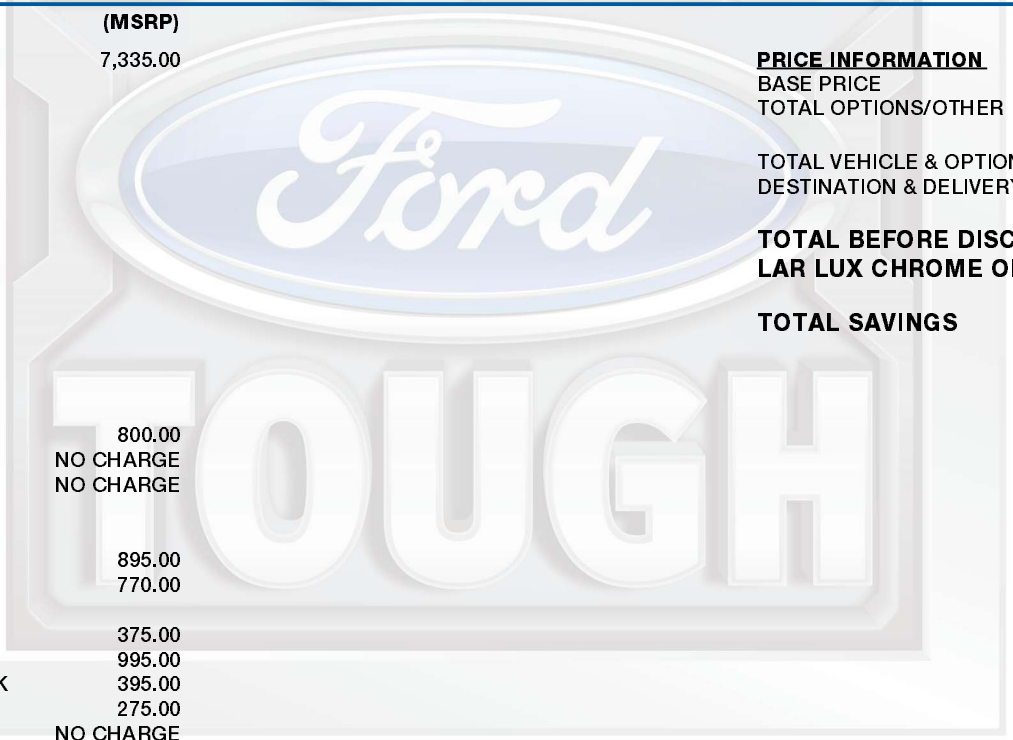 (MSRP)
7,335.00
800.00
NO CHARGE
NO CHARGE
895.00
770.00
375.00
995.00
K 395.00
275.00
NO CHARGE
PRICE INFORMATION
BASE PRICE
TOTAL OPTIONS/OTHER
TOTAL VEHICLE & OPTION
DESTINATION & DELIVERY
TOTAL BEFORE DISC
LAR LUX CHROME O
TOTAL SAVINGS
Ford
TOUGH